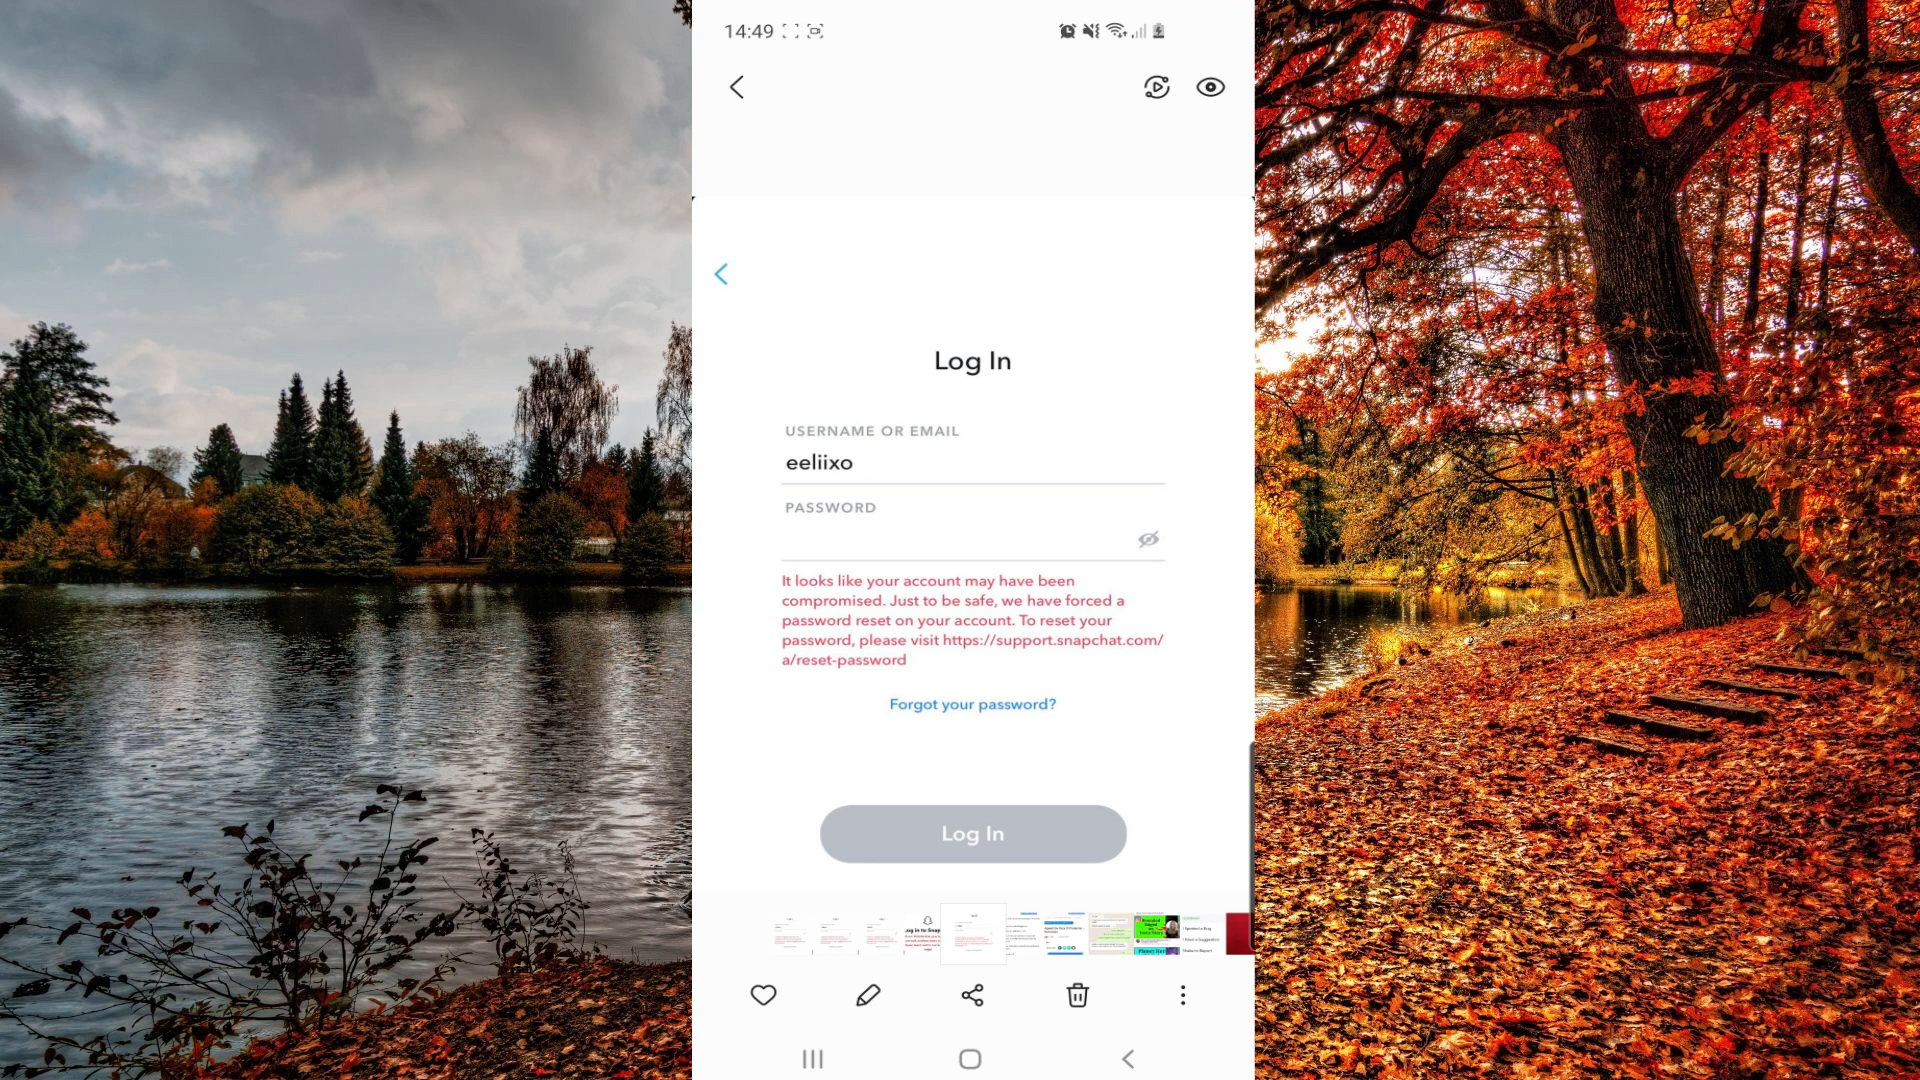 14:49
Log In
USERNAME OR EMAIL
eeliixo
PASSWORD
It looks like your account may have been
compromised. Just to be safe, we have forced a
password reset on your account. To reset your
password, please visit https://support.snapchat.com/
a/reset-password
Forgot your password?
Log In